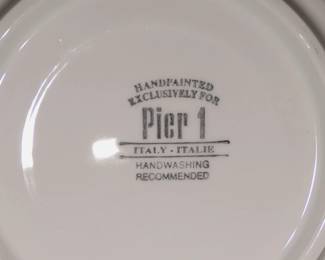 HANDPAINTED
EXCLUSIVELY FOR
Pier 1
ITALY - ITALIE
HANDWASHING
RECOMMENDED